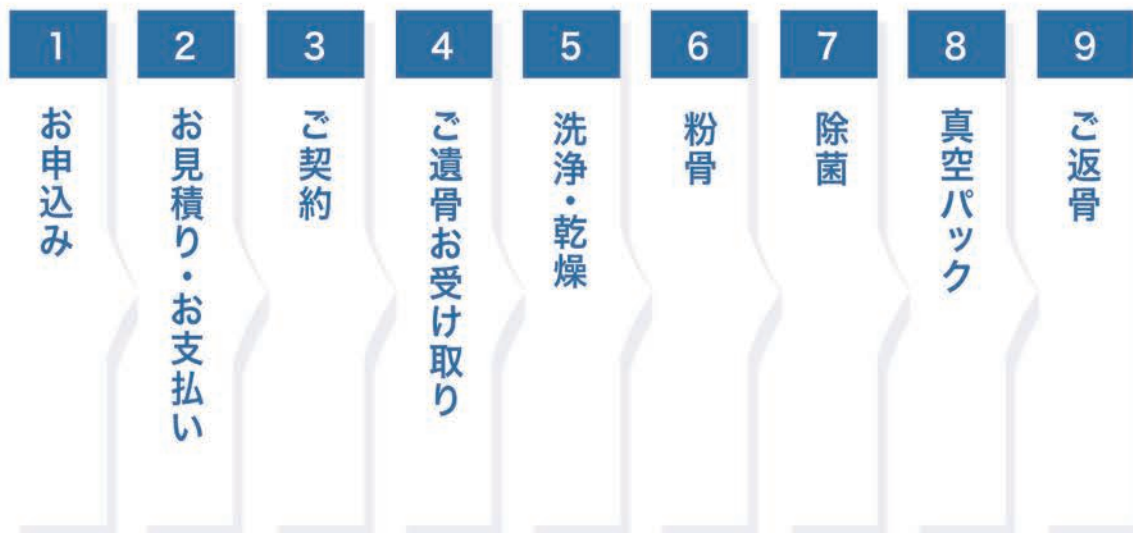 1
お申込み
2
お見積り・お支払い
3
ご契約
4
ご遺骨お受け取り
5
洗浄・乾燥
6
粉骨
7
除菌
8
真空パック
9
ご返骨